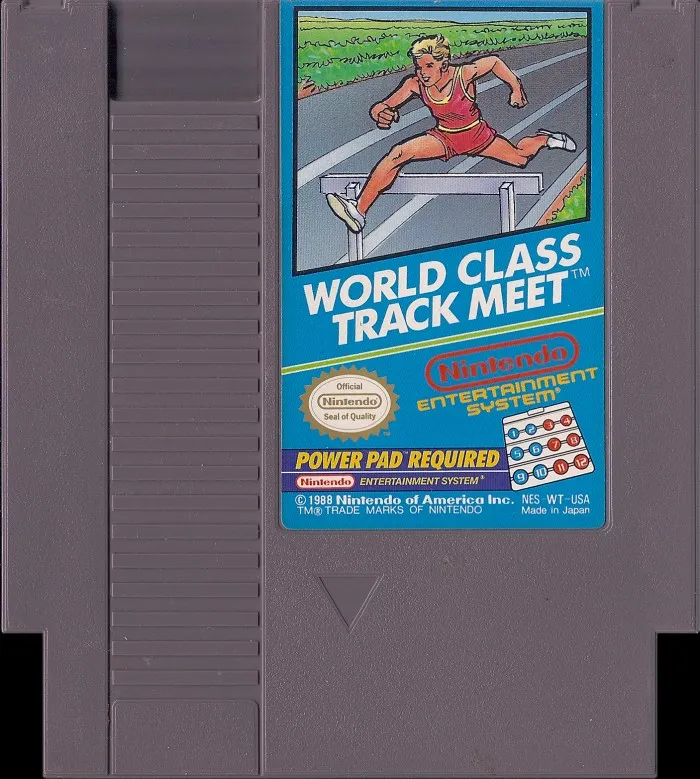 WORLD CLASS
TRACK MEET™
Nintendo®
ENTERTAINMENT
SYSTEM®
Official
Nintendo®
Seal of Quality
TM
POWER PAD™ REQUIRED
Nintendo® ENTERTAINMENT SYSTEM®
1 2 3 4
5 6 7 8
9 10 11 12
© 1988 Nintendo of America Inc. NES-WT-USA
TM® TRADE MARKS OF NINTENDO Made in Japan